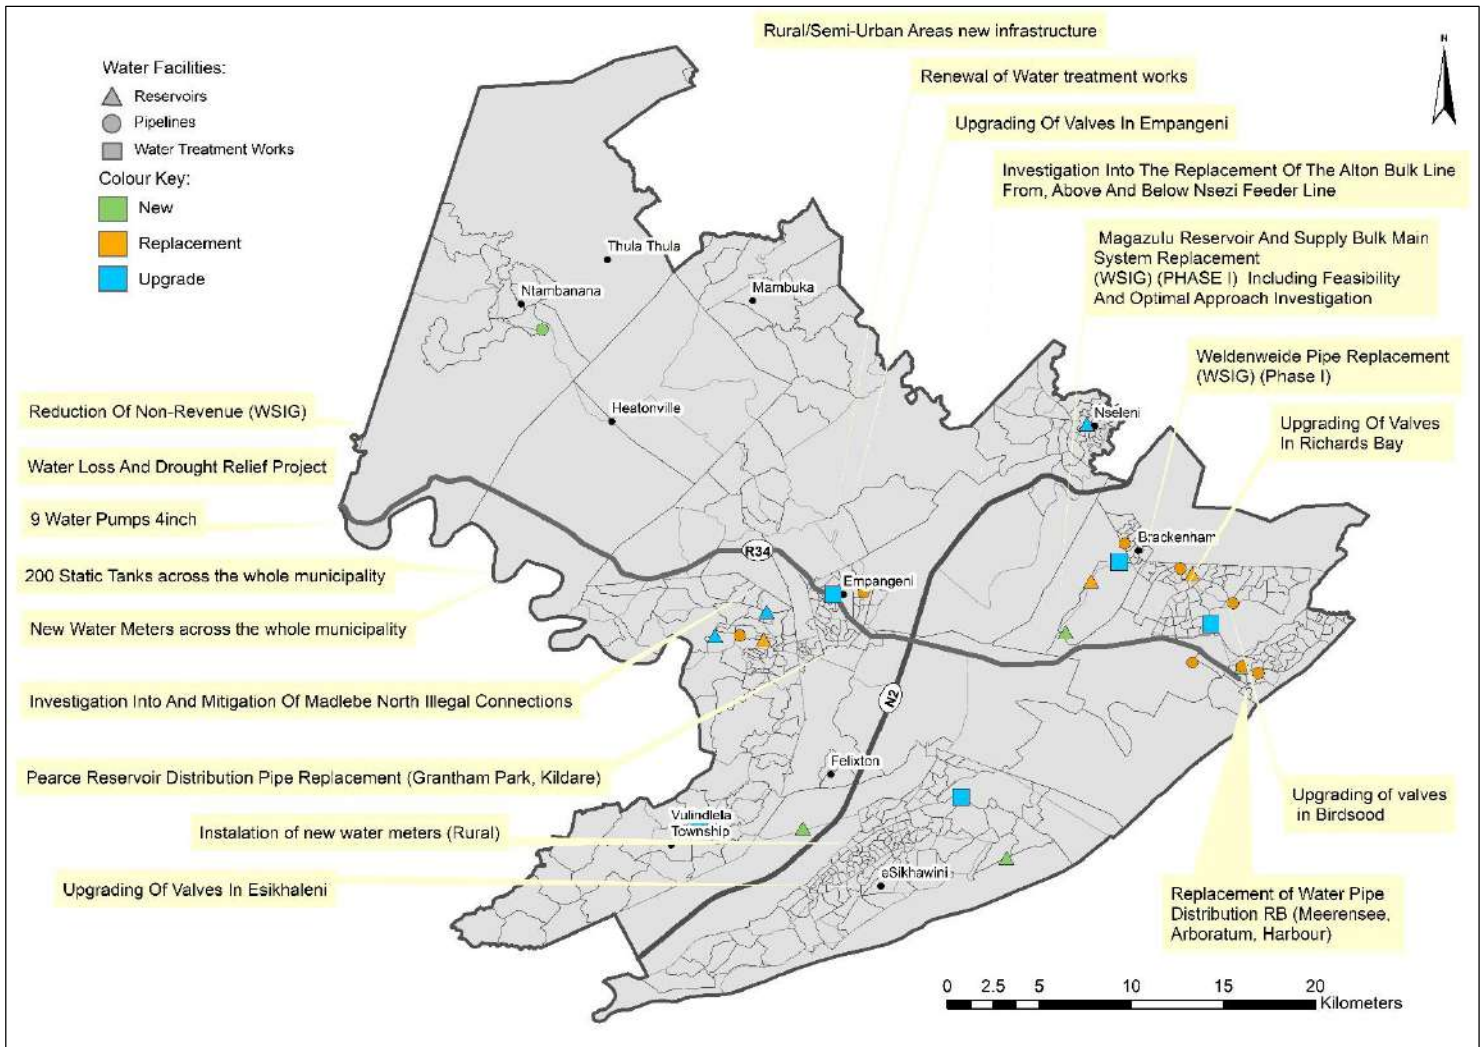 Rural/Semi-Urban Areas new infrastructure
N
Water Facilities:
Reservoirs
Pipelines
Water Treatment Works
Colour Key:
New
Replacement
Upgrade
Renewal of Water treatment works
Upgrading Of Valves In Empangeni
Investigation Into The Replacement Of The Alton Bulk Line
From, Above And Below Nsezi Feeder Line
Magazulu Reservoir And Supply Bulk Main
System Replacement
(WSIG) (PHASE I) Including Feasibility
And Optimal Approach Investigation
Weldenweide Pipe Replacement
(WSIG) (Phase I)
Upgrading Of Valves
In Richards Bay
Thula Thula
Ntambanana
Mambuka
Heatonville
Nseleni
Brackenham
R34
Empangeni
N2
Felixton
Vulindlela
Township
eSikhawini
Reduction Of Non-Revenue (WSIG)
Water Loss And Drought Relief Project
9 Water Pumps 4inch
200 Static Tanks across the whole municipality
New Water Meters across the whole municipality
Investigation Into And Mitigation Of Madlebe North Illegal Connections
Pearce Reservoir Distribution Pipe Replacement (Grantham Park, Kildare)
Instalation of new water meters (Rural)
Upgrading Of Valves In Esikhaleni
Upgrading of valves
in Birdsood
Replacement of Water Pipe
Distribution RB (Meerensee,
Arboratum, Harbour)
0 2.5 5 10 15 20
Kilometers